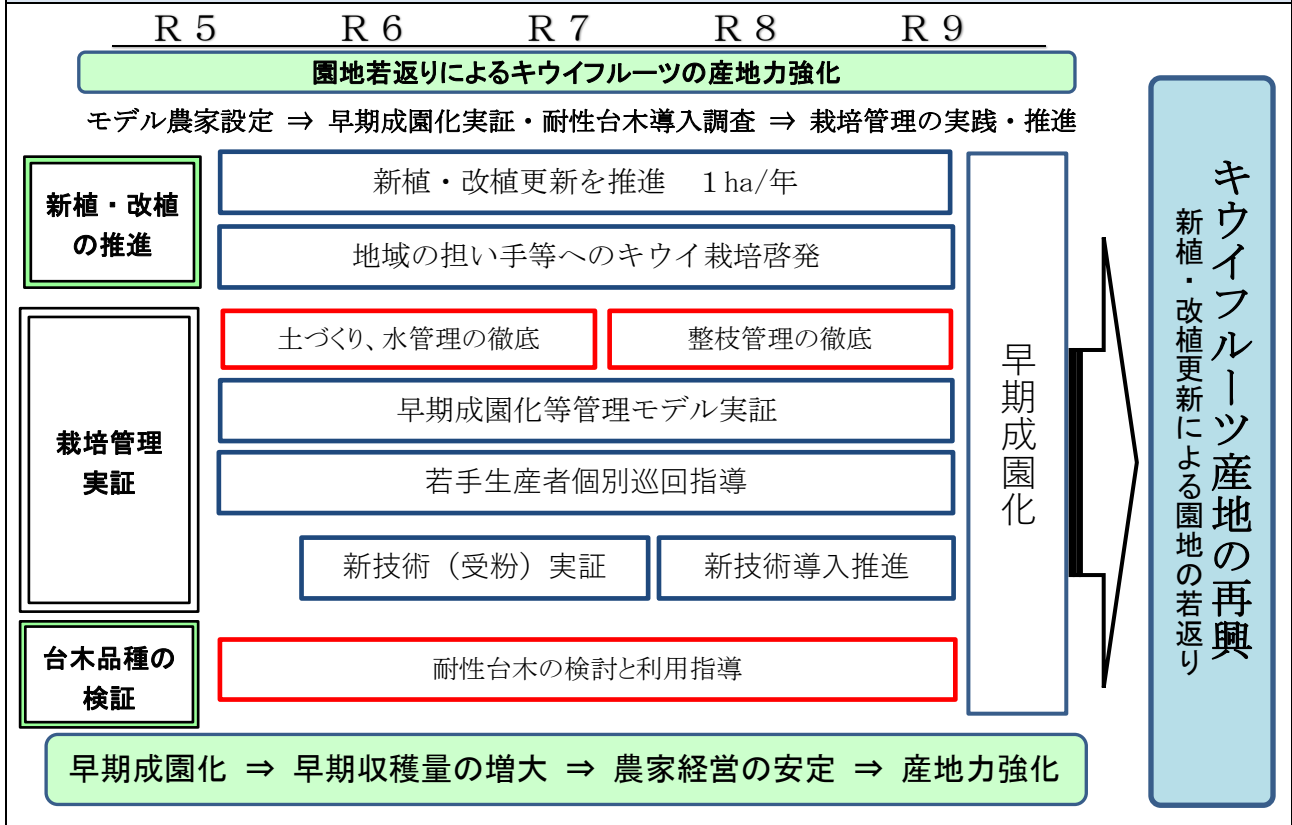 R 5 R 6 R 7 R 8 R 9
園地若返りによるキウイフルーツの産地力強化
モデル農家設定 ⇒ 早期成園化実証・耐性台木導入調査 ⇒ 栽培管理の実践・推進
新植・改植
の推進
新植・改植更新を推進 1ha/年
地域の担い手等へのキウイ栽培啓発
栽培管理
実証
土づくり、水管理の徹底
整枝管理の徹底
早期成園化等管理モデル実証
若手生産者個別巡回指導
新技術（受粉）実証
新技術導入推進
台木品種の
検証
耐性台木の検討と利用指導
早期成園化
キウイフルーツ産地の再興
新植・改植更新による園地の若返り
早期成園化 ⇒ 早期収穫量の増大 ⇒ 農家経営の安定 ⇒ 産地力強化